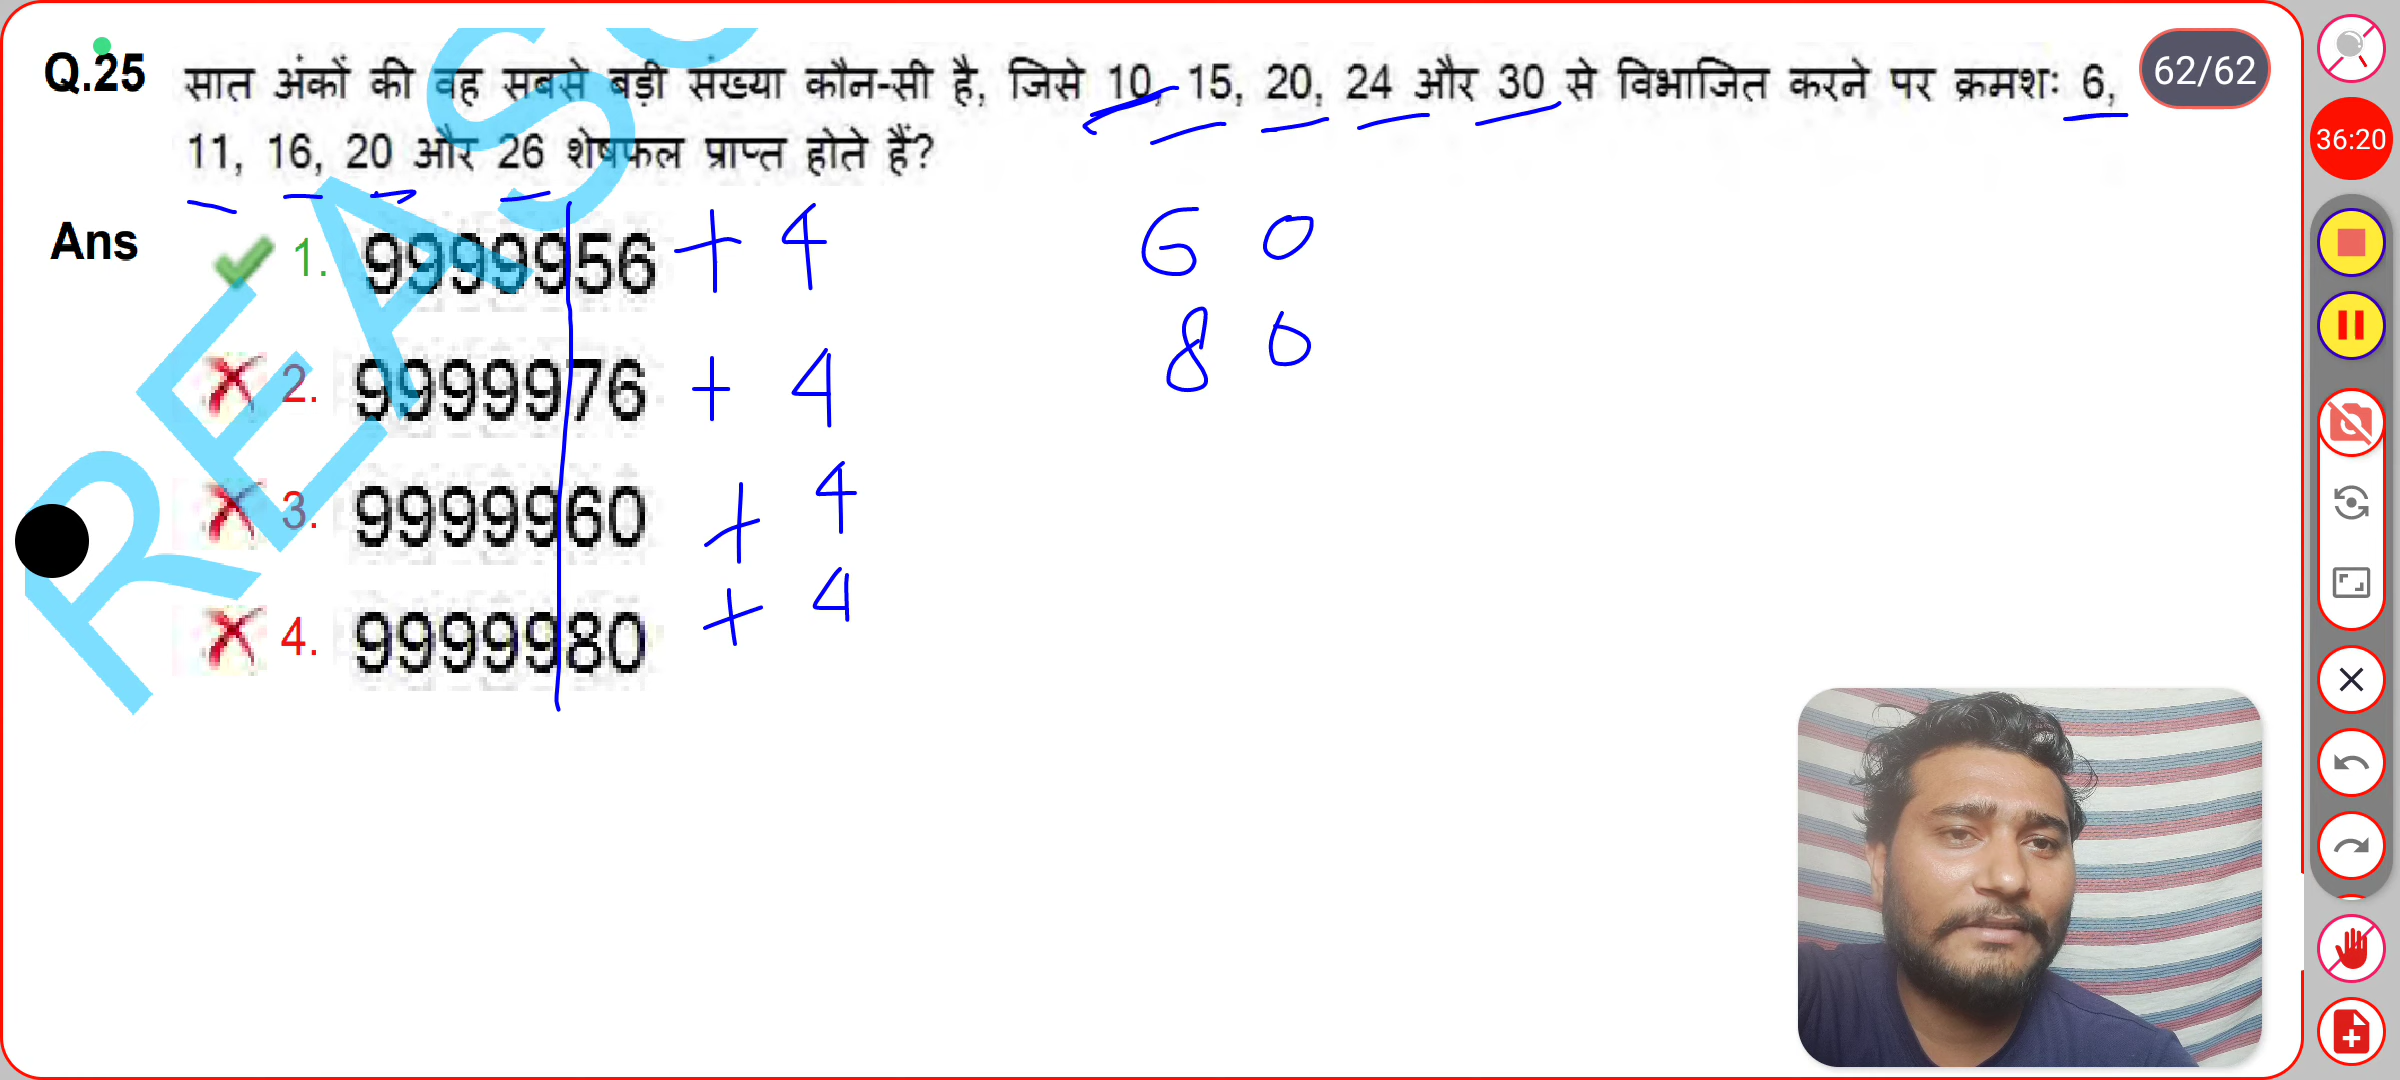 Q.25 सात अंकों की वह सबसे बड़ी संख्या कौन-सी है, जिसे 10, 15, 20, 24 और 30 से विभाजित करने पर क्रमशः 6,
62/62
11, 16, 20 और 26 शेषफल प्राप्त होते हैं?
36:20
Ans
1. 9999956 + 4
60
2. 9999976 + 4
80
3. 9999960 + 4
4. 9999980 + 4
REASO